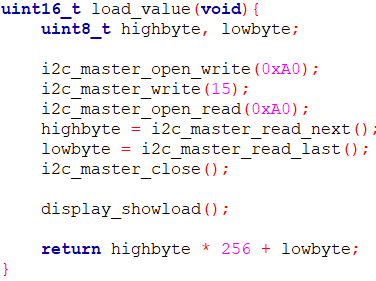 uint16_t load_value(void){
    uint8_t highbyte, lowbyte;

    i2c_master_open_write(0xA0);
    i2c_master_write(15);
    i2c_master_open_read(0xA0);
    highbyte = i2c_master_read_next();
    lowbyte = i2c_master_read_last();
    i2c_master_close();

    display_showload();

    return highbyte * 256 + lowbyte;
}